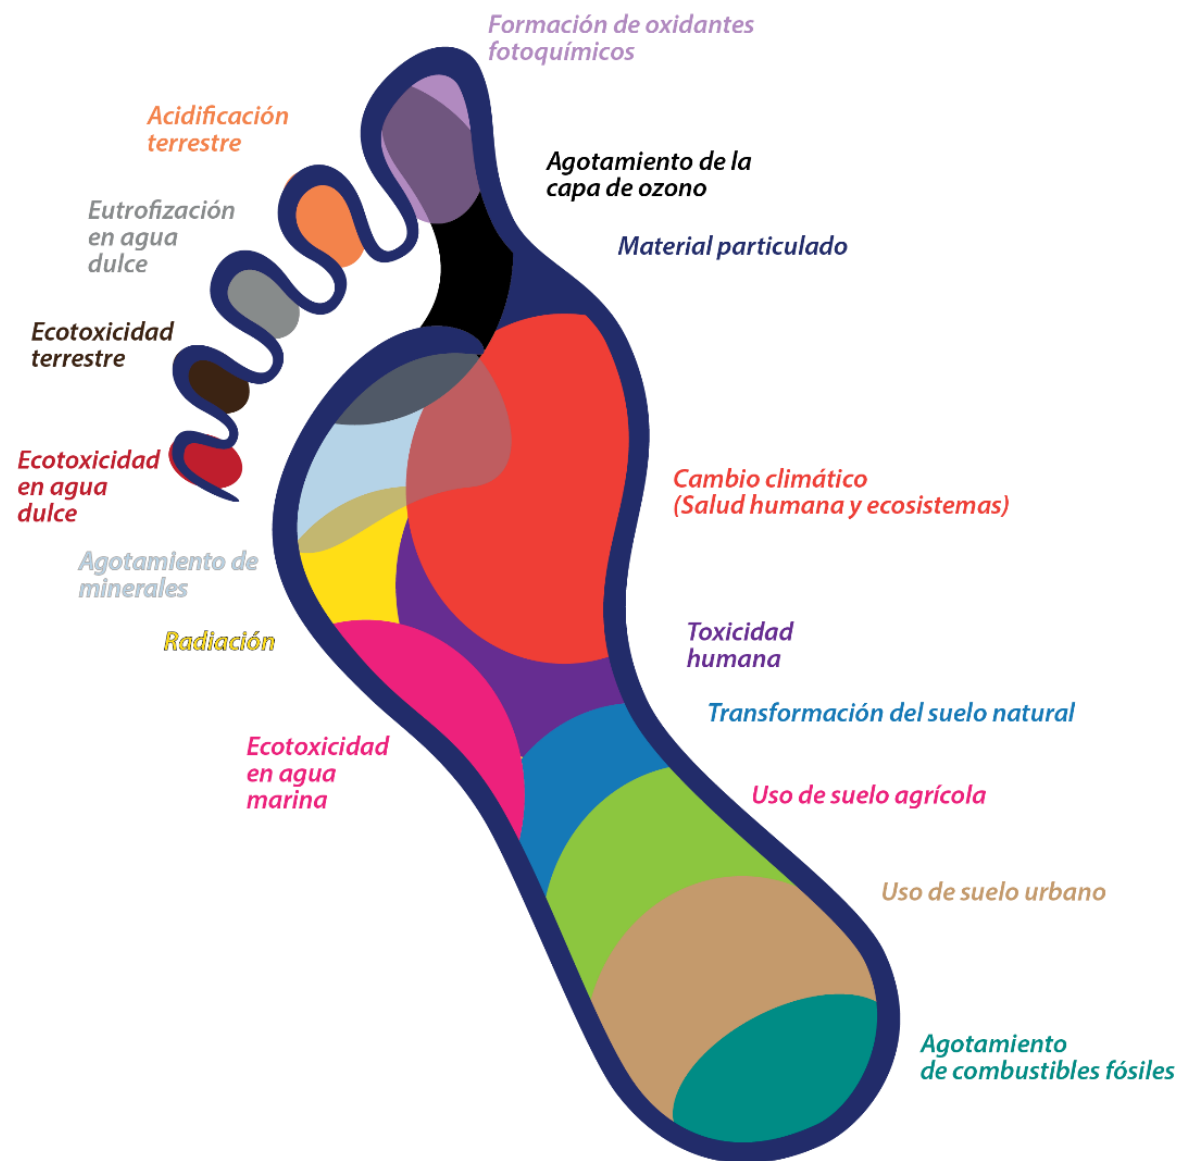 Formación de oxidantes
fotoquímicos
Acidificación
terrestre
Agotamiento de la
capa de ozono
Eutrofización
en agua
dulce
Material particulado
Ecotoxicidad
terrestre
Ecotoxicidad
en agua
dulce
Cambio climático
(Salud humana y ecosistemas)
Agotamiento de
minerales
Radiación
Toxicidad
humana
Transformación del suelo natural
Ecotoxicidad
en agua
marina
Uso de suelo agrícola
Uso de suelo urbano
Agotamiento
de combustibles fósiles